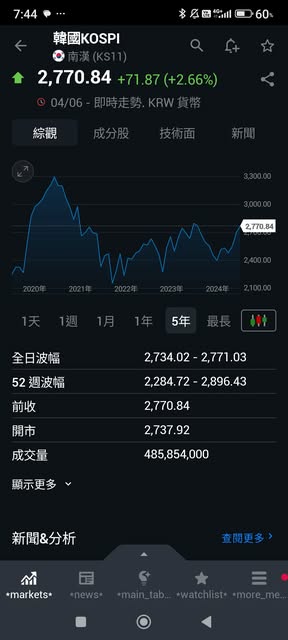 7:44
4G
60%
韓國KOSPI
南漢 (KS11)
2,770.84 +71.87 (+2.66%)
04/06 - 即時走勢. KRW 貨幣
綜觀 成分股 技術面 新聞
3,300.00
3,000.00
2,770.84
2,700.00
2,400.00
2,100.00
2020年 2021年 2022年 2023年 2024年
1天 1週 1月 1年 5年 最長
全日波幅 2,734.02 - 2,771.03
52 週波幅 2,284.72 - 2,896.43
前收 2,770.84
開市 2,737.92
成交量 485,854,000
顯示更多
新聞&分析 查閱更多
*markets* *news* *main_tab... *watchlist* *more_me...